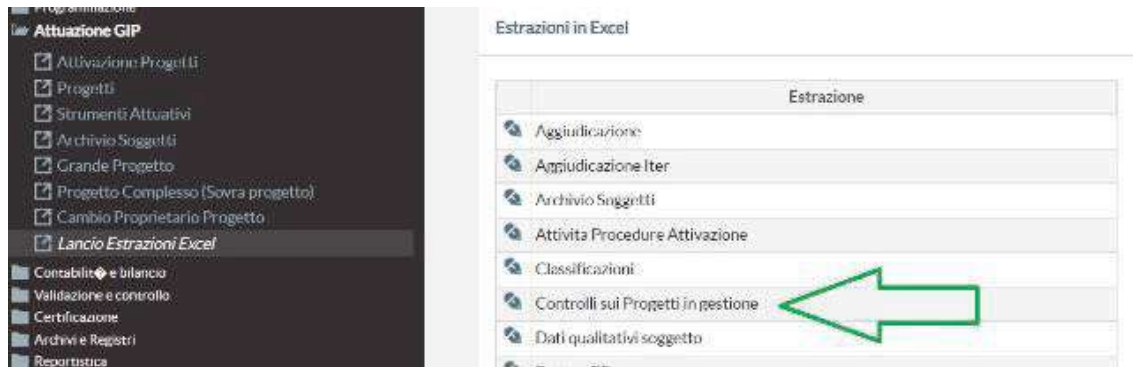 Programmazione
Attuazione GIP
Attivazione Progetti
Progetti
Strumenti Attuativi
Archivio Soggetti
Grande Progetto
Progetto Complesso (Sovra progetto)
Cambio Proprietario Progetto
Lancio Estrazioni Excel
Contabilit� e bilancio
Validazione e controllo
Certificazione
Archivi e Registri
Reportistica
Estrazioni in Excel
Estrazione
Aggiudicazione
Aggiudicazione Iter
Archivio Soggetti
Attivita Procedure Attivazione
Classificazioni
Controlli sui Progetti in gestione
Dati qualitativi soggetto